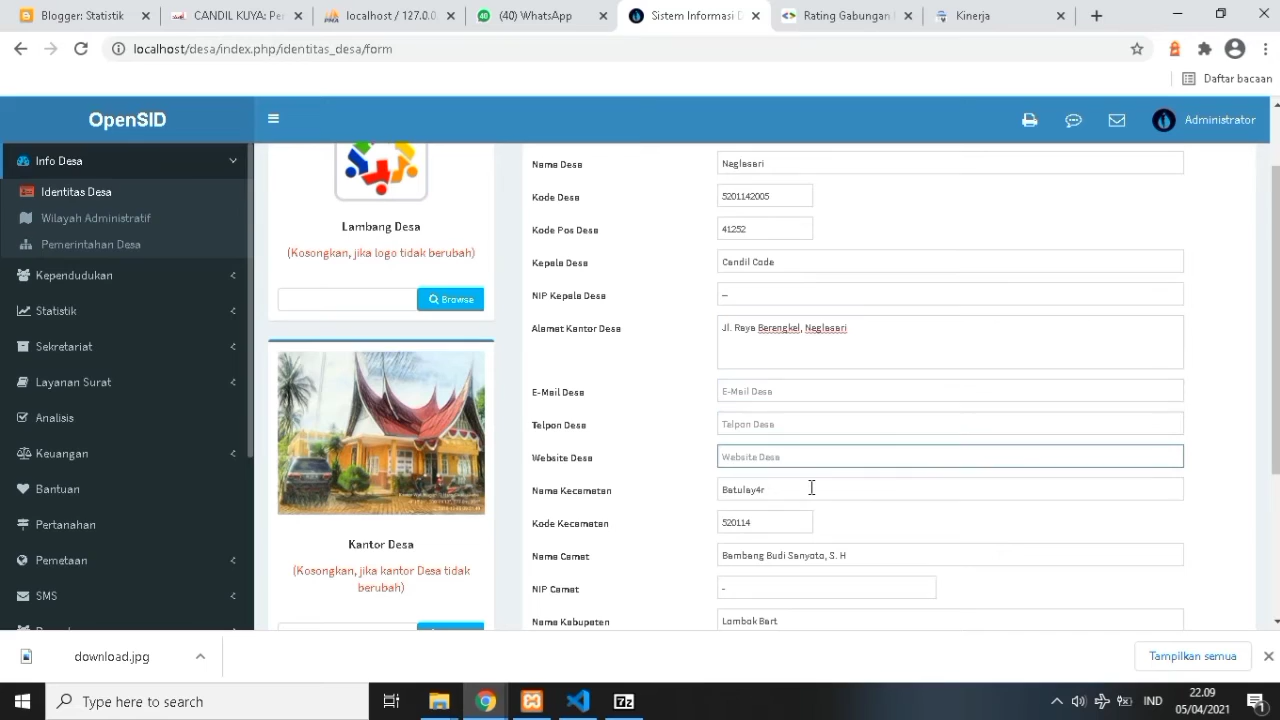 Blogger: Statistik
CANDIL KUYA: Per
localhost / 127.0.0
(40) WhatsApp
Sistem Informasi D
Rating Gabungan
Kinerja
localhost/desa/index.php/identitas_desa/form
Daftar bacaan
OpenSID
Administrator
Info Desa
Identitas Desa
Wilayah Administratif
Pemerintahan Desa
Kependudukan
Statistik
Sekretariat
Layanan Surat
Analisis
Keuangan
Bantuan
Pertanahan
Pemetaan
SMS
Lambang Desa
(Kosongkan, jika logo tidak berubah)
Browse
Kantor Desa
(Kosongkan, jika kantor Desa tidak
berubah)
Nama Desa
Neglasari
Kode Desa
5201142005
Kode Pos Desa
41252
Kepala Desa
Candil Code
NIP Kepala Desa
--
Alamat Kantor Desa
Jl. Raya Berengkel, Neglasari
E-Mail Desa
E-Mail Desa
Telpon Desa
Telpon Desa
Website Desa
Website Desa
Nama Kecamatan
Batulay4r
Kode Kecamatan
520114
Nama Camat
Bambang Budi Sanyoto, S. H
NIP Camat
-
Nama Kabupaten
Lombok Bart
download.jpg
Tampilkan semua
Type here to search
IND
22.09
05/04/2021